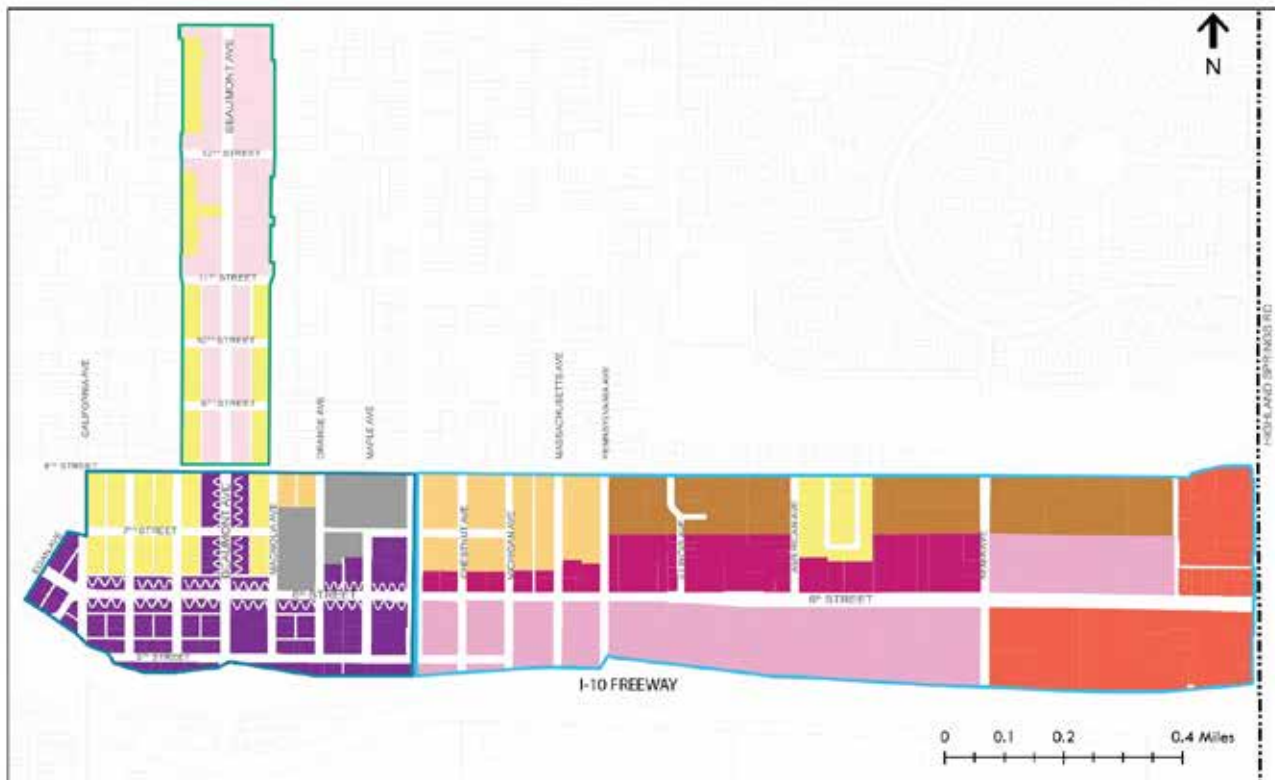 N
BEAUMONT AVE
12TH STREET
11TH STREET
10TH STREET
9TH STREET
HIGHLAND SPRINGS RD
CALIFORNIA AVE
ORANGE AVE
MAPLE AVE
MASSACHUSETTS AVE
PENNSYLVANIA AVE
8TH STREET
7TH STREET
BEAUMONT AVE
MAGNOLIA AVE
CHESTNUT AVE
MICHIGAN AVE
AMERICAN AVE
6TH STREET
6TH STREET
5TH STREET
I-10 FREEWAY
0 0.1 0.2 0.4 Miles